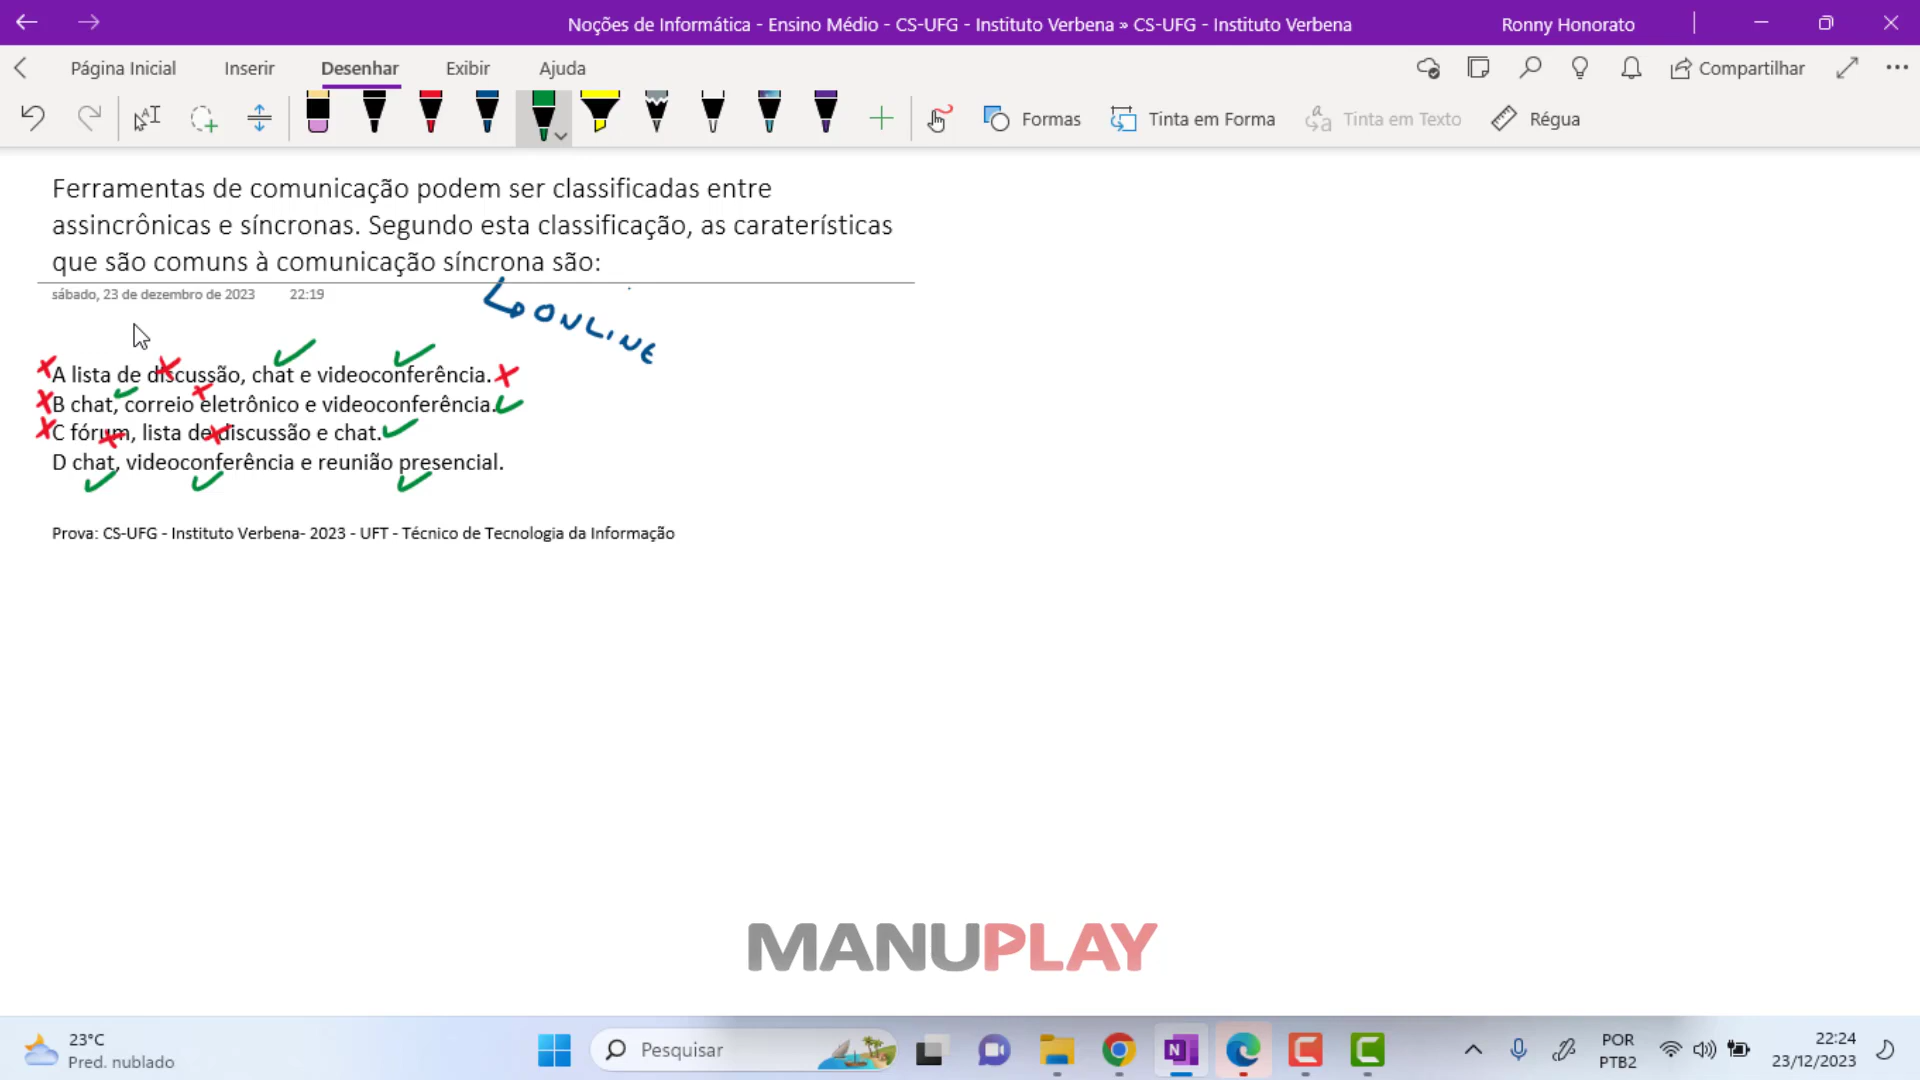 Noções de Informática - Ensino Médio - CS-UFG - Instituto Verbena » CS-UFG - Instituto Verbena
Ronny Honorato
Página Inicial
Inserir
Desenhar
Exibir
Ajuda
Compartilhar
Formas
Tinta em Forma
Tinta em Texto
Régua
Ferramentas de comunicação podem ser classificadas entre
assincrônicas e síncronas. Segundo esta classificação, as caraterísticas
que são comuns à comunicação síncrona são:
sábado, 23 de dezembro de 2023 22:19
ONLINE
A lista de discussão, chat e videoconferência.
B chat, correio eletrônico e videoconferência.
C fórum, lista de discussão e chat.
D chat, videoconferência e reunião presencial.
Prova: CS-UFG - Instituto Verbena- 2023 - UFT - Técnico de Tecnologia da Informação
MANUPLAY
23°C
Pred. nublado
Pesquisar
POR
PTB2
22:24
23/12/2023